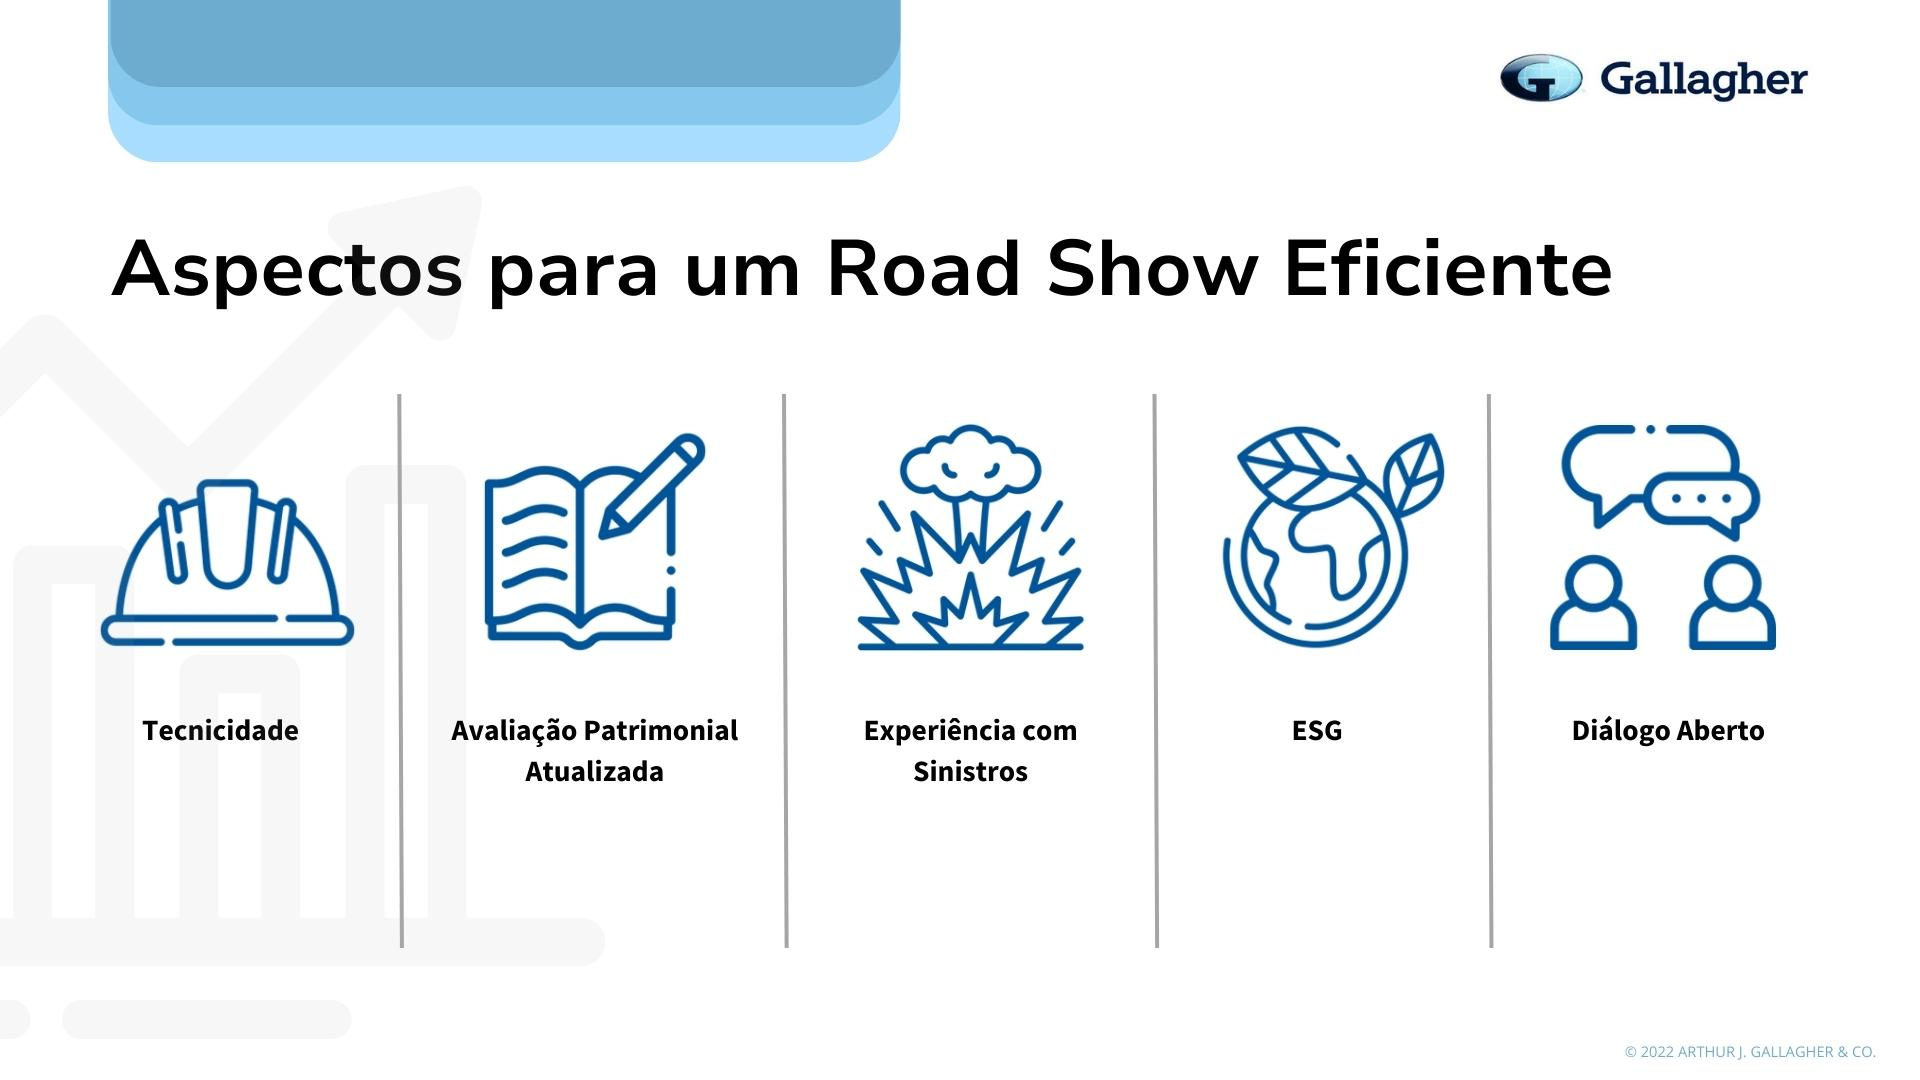 Gallagher
Aspectos para um Road Show Eficiente
Tecnicidade
Avaliação Patrimonial
Atualizada
Experiência com
Sinistros
ESG
Diálogo Aberto
© 2022 ARTHUR J. GALLAGHER & CO.